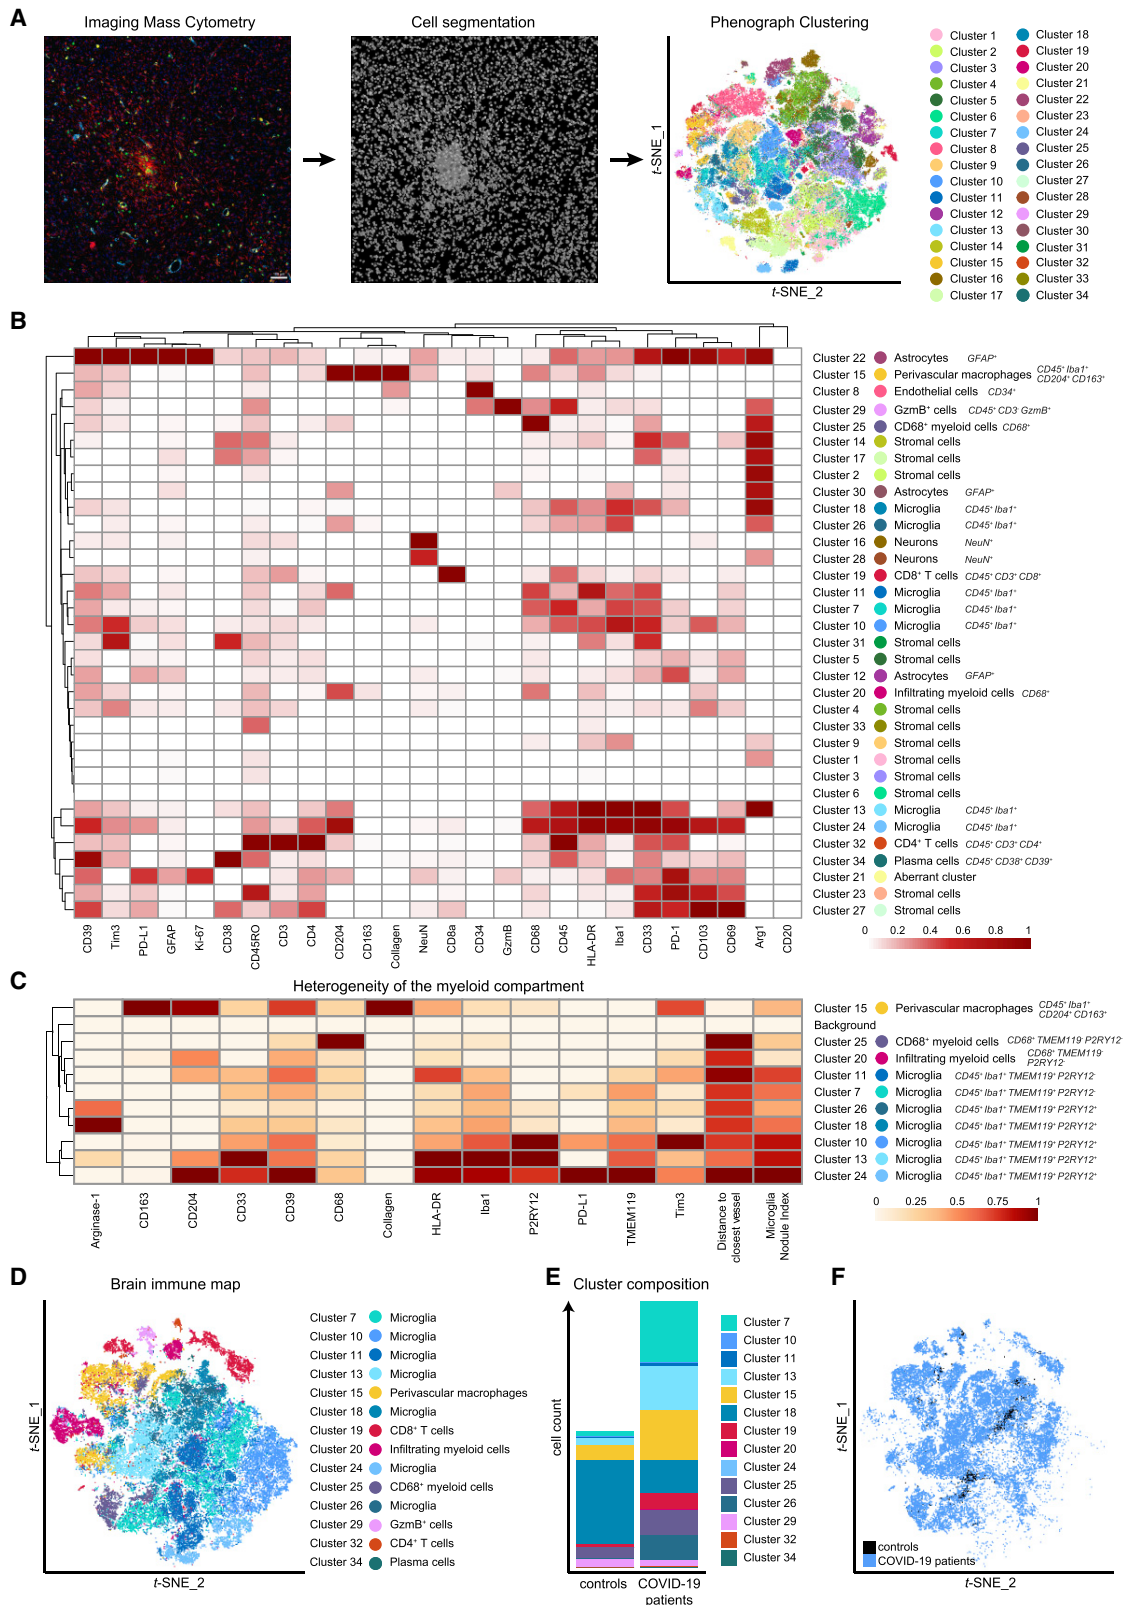 A
Imaging Mass Cytometry
Cell segmentation
Phenograph Clustering
t-SNE_1
t-SNE_2
Cluster 1
Cluster 2
Cluster 3
Cluster 4
Cluster 5
Cluster 6
Cluster 7
Cluster 8
Cluster 9
Cluster 10
Cluster 11
Cluster 12
Cluster 13
Cluster 14
Cluster 15
Cluster 16
Cluster 17
Cluster 18
Cluster 19
Cluster 20
Cluster 21
Cluster 22
Cluster 23
Cluster 24
Cluster 25
Cluster 26
Cluster 27
Cluster 28
Cluster 29
Cluster 30
Cluster 31
Cluster 32
Cluster 33
Cluster 34
B
Cluster 22 Astrocytes GFAP⁺
Cluster 15 Perivascular macrophages CD45⁺ Iba1⁺ CD204⁺ CD163⁺
Cluster 8 Endothelial cells CD34⁺
Cluster 29 GzmB⁺ cells CD45⁺ CD3⁻ GzmB⁺
Cluster 25 CD68⁺ myeloid cells CD68⁺
Cluster 14 Stromal cells
Cluster 17 Stromal cells
Cluster 2 Stromal cells
Cluster 30 Astrocytes GFAP⁺
Cluster 18 Microglia CD45⁺ Iba1⁺
Cluster 26 Microglia CD45⁺ Iba1⁺
Cluster 16 Neurons NeuN⁺
Cluster 28 Neurons NeuN⁺
Cluster 19 CD8⁺ T cells CD45⁺ CD3⁺ CD8⁺
Cluster 11 Microglia CD45⁺ Iba1⁺
Cluster 7 Microglia CD45⁺ Iba1⁺
Cluster 10 Microglia CD45⁺ Iba1⁺
Cluster 31 Stromal cells
Cluster 5 Stromal cells
Cluster 12 Astrocytes GFAP⁺
Cluster 20 Infiltrating myeloid cells CD68⁺
Cluster 4 Stromal cells
Cluster 33 Stromal cells
Cluster 9 Stromal cells
Cluster 1 Stromal cells
Cluster 3 Stromal cells
Cluster 6 Stromal cells
Cluster 13 Microglia CD45⁺ Iba1⁺
Cluster 24 Microglia CD45⁺ Iba1⁺
Cluster 32 CD4⁺ T cells CD45⁺ CD3⁺ CD4⁺
Cluster 34 Plasma cells CD45⁺ CD38⁺ CD39⁺
Cluster 21 Aberrant cluster
Cluster 23 Stromal cells
Cluster 27 Stromal cells
CD39 Tim3 PD-L1 GFAP Ki-67 CD38 CD45RO CD3 CD4 CD204 CD163 Collagen NeuN CD8a CD34 GzmB CD68 CD45 HLA-DR Iba1 CD33 PD-1 CD103 CD69 Arg1 CD20
0 0.2 0.4 0.6 0.8 1
C
Heterogeneity of the myeloid compartment
Cluster 15 Perivascular macrophages CD45⁺ Iba1⁺ CD204⁺ CD163⁺
Background
Cluster 25 CD68⁺ myeloid cells CD68⁺ TMEM119⁻ P2RY12⁻
Cluster 20 Infiltrating myeloid cells CD68⁺ TMEM119⁻ P2RY12⁻
Cluster 11 Microglia CD45⁺ Iba1⁺ TMEM119⁺ P2RY12⁻
Cluster 7 Microglia CD45⁺ Iba1⁺ TMEM119⁺ P2RY12⁻
Cluster 26 Microglia CD45⁺ Iba1⁺ TMEM119⁺ P2RY12⁺
Cluster 18 Microglia CD45⁺ Iba1⁺ TMEM119⁺ P2RY12⁺
Cluster 10 Microglia CD45⁺ Iba1⁺ TMEM119⁺ P2RY12⁺
Cluster 13 Microglia CD45⁺ Iba1⁺ TMEM119⁺ P2RY12⁺
Cluster 24 Microglia CD45⁺ Iba1⁺ TMEM119⁺ P2RY12⁺
Arginase-1 CD163 CD204 CD33 CD39 CD68 Collagen HLA-DR Iba1 P2RY12 PD-L1 TMEM119 Tim3 Distance to closest vessel Microglia Nodule Index
0 0.25 0.5 0.75 1
D
Brain immune map
t-SNE_1
t-SNE_2
Cluster 7 Microglia
Cluster 10 Microglia
Cluster 11 Microglia
Cluster 13 Microglia
Cluster 15 Perivascular macrophages
Cluster 18 Microglia
Cluster 19 CD8⁺ T cells
Cluster 20 Infiltrating myeloid cells
Cluster 24 Microglia
Cluster 25 CD68⁺ myeloid cells
Cluster 26 Microglia
Cluster 29 GzmB⁺ cells
Cluster 32 CD4⁺ T cells
Cluster 34 Plasma cells
E
Cluster composition
cell count
controls
COVID-19 patients
Cluster 7
Cluster 10
Cluster 11
Cluster 13
Cluster 15
Cluster 18
Cluster 19
Cluster 20
Cluster 24
Cluster 25
Cluster 26
Cluster 29
Cluster 32
Cluster 34
F
t-SNE_1
controls
COVID-19 patients
t-SNE_2